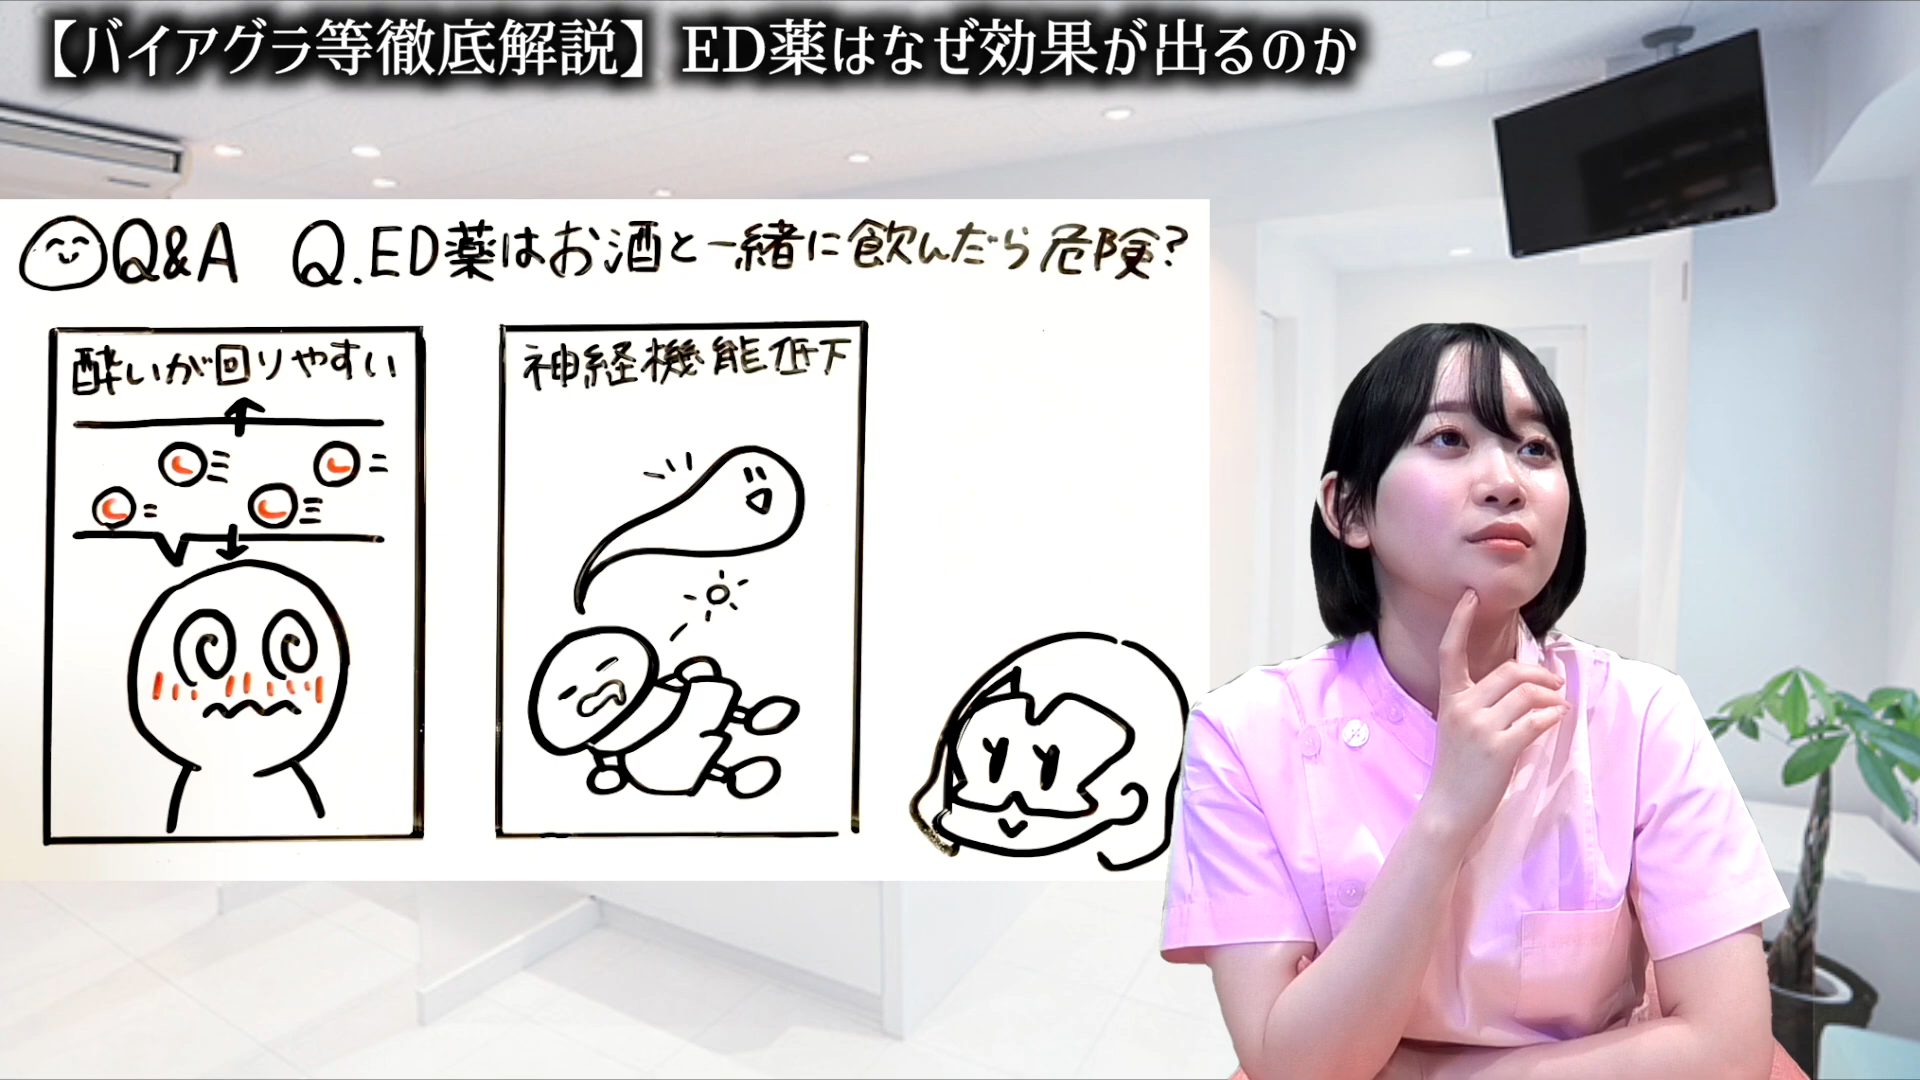 【バイアグラ等徹底解説】ED薬はなぜ効果が出るのか
Q&A Q.ED薬はお酒と一緒に飲んだら危険?
酔いが回りやすい
神経機能低下